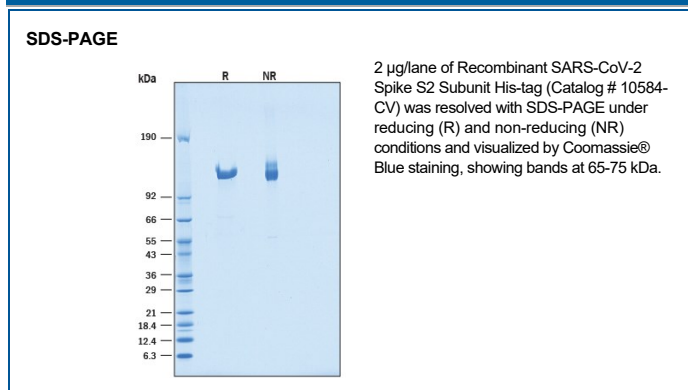 SDS-PAGE
kDa R NR
190
92
66
55
43
36
29
21
18.4
12.4
6.3
2 µg/lane of Recombinant SARS-CoV-2
Spike S2 Subunit His-tag (Catalog # 10584-
CV) was resolved with SDS-PAGE under
reducing (R) and non-reducing (NR)
conditions and visualized by Coomassie®
Blue staining, showing bands at 65-75 kDa.